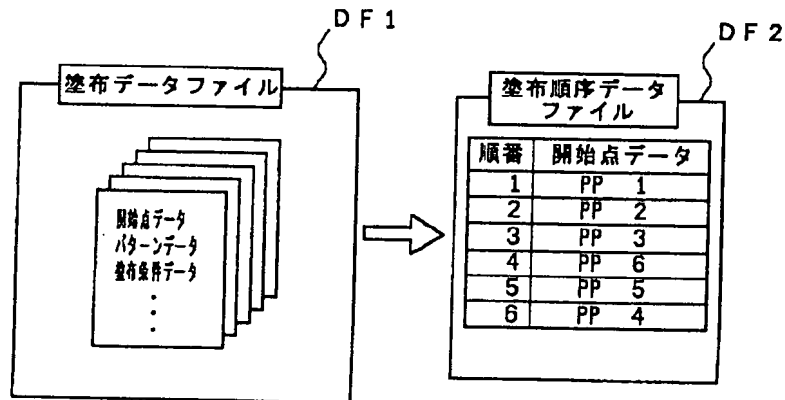 DF1
塗布データファイル
開始点データ
パターンデータ
塗布条件データ
・
・
・
DF2
塗布順序データ
ファイル
順番 開始点データ
1 PP 1
2 PP 2
3 PP 3
4 PP 6
5 PP 5
6 PP 4